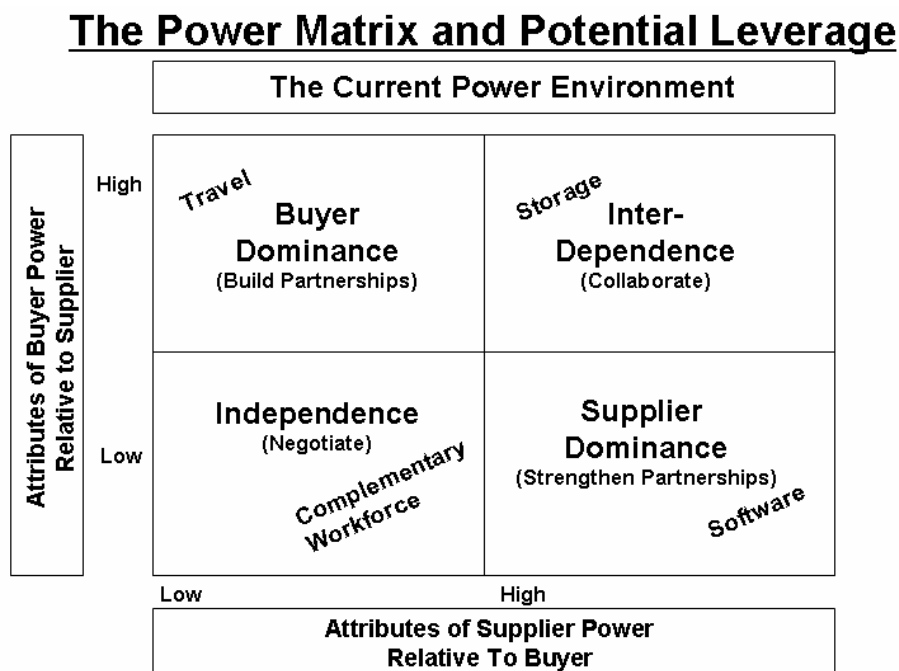 The Power Matrix and Potential Leverage
The Current Power Environment
Attributes of Buyer Power
Relative to Supplier
High
Low
Travel
Buyer
Dominance
(Build Partnerships)
Storage
Inter-
Dependence
(Collaborate)
Independence
(Negotiate)
Complementary
Workforce
Supplier
Dominance
(Strengthen Partnerships)
Software
Low
High
Attributes of Supplier Power
Relative To Buyer